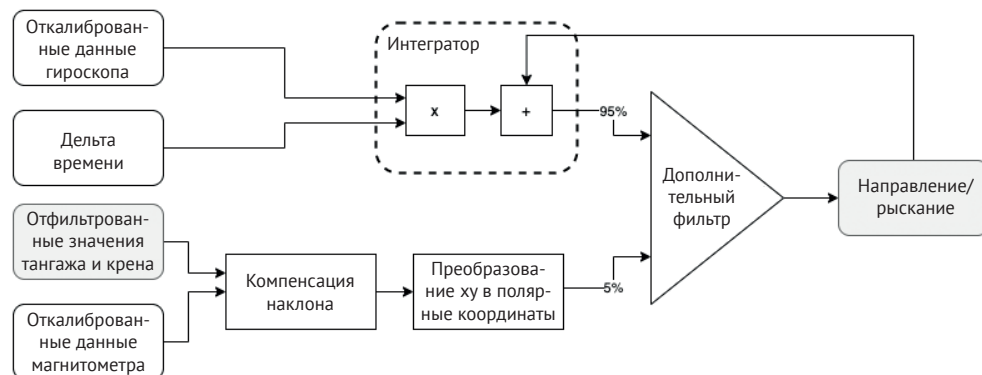 Откалиброван-
ные данные
гироскопа
Интегратор
x
+
95%
Дельта
времени
Дополни-
тельный
фильтр
Направление/
рыскание
Отфильтрован-
ные значения
тангажа и крена
Компенсация
наклона
Преобразова-
ние xy в поляр-
ные координаты
5%
Откалиброван-
ные данные
магнитометра